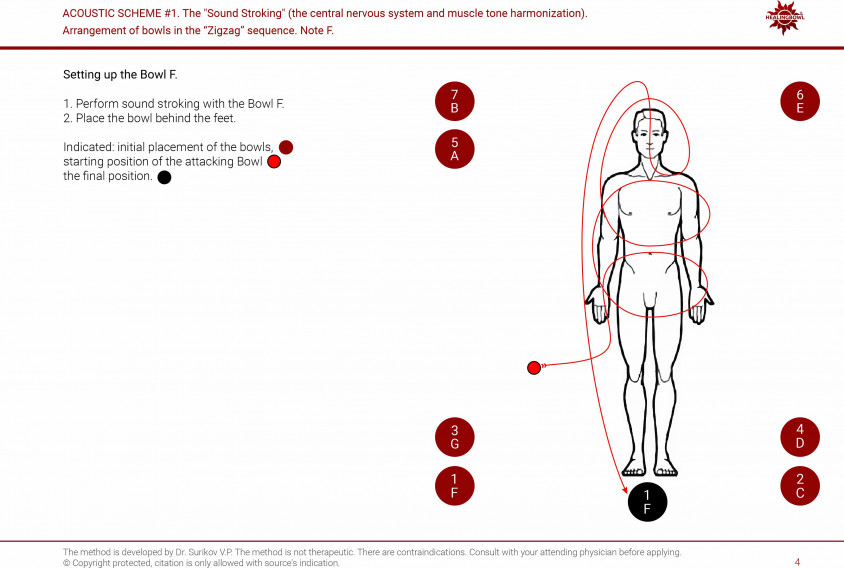 ACOUSTIC SCHEME #1. The "Sound Stroking" (the central nervous system and muscle tone harmonization).
Arrangement of bowls in the “Zigzag” sequence. Note F.
HEALINGBOWL
Setting up the Bowl F.
1. Perform sound stroking with the Bowl F.
2. Place the bowl behind the feet.
Indicated: initial placement of the bowls,
starting position of the attacking Bowl
the final position.
7
B
6
E
5
A
3
G
4
D
1
F
2
C
1
F
The method is developed by Dr. Surikov V.P. The method is not therapeutic. There are contraindications. Consult with your attending physician before applying.
© Copyright protected, citation is only allowed with source's indication.
4